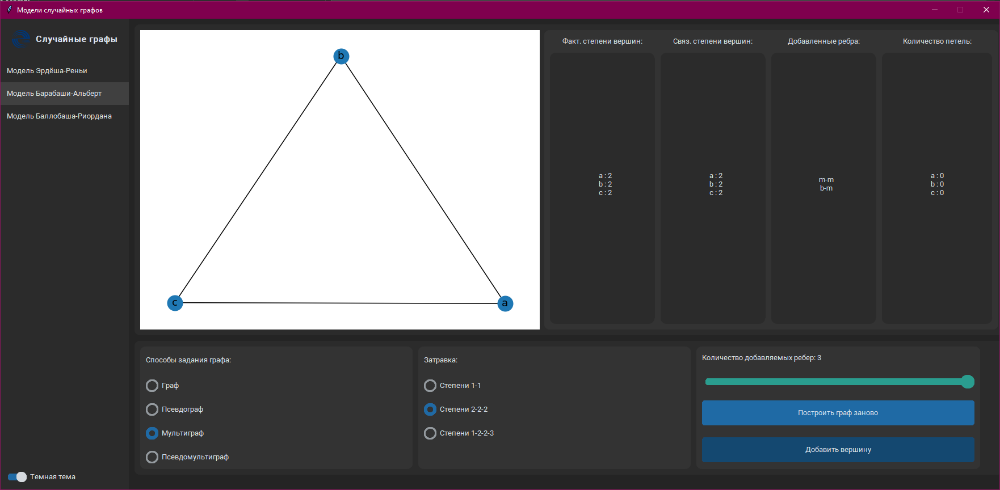 Модели случайных графов
Случайные графы
Модель Эрдёша-Реньи
Модель Барабаши-Альберт
Модель Баллобаша-Риордана
Темная тема
b
c
a
Факт. степени вершин:
a : 2
b : 2
c : 2
Связ. степени вершин:
a : 2
b : 2
c : 2
Добавленные ребра:
m-m
b-m
Количество петель:
a : 0
b : 0
c : 0
Способы задания графа:
Граф
Псевдограф
Мультиграф
Псевдомультиграф
Затравка:
Степени 1-1
Степени 2-2-2
Степени 1-2-2-3
Количество добавляемых ребер: 3
Построить граф заново
Добавить вершину